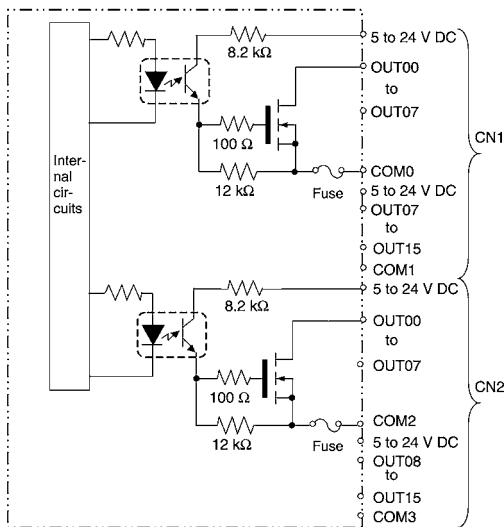 8.2 kΩ
5 to 24 V DC
OUT00
to
OUT07
CN1
100 Ω
12 kΩ
Fuse
COM0
5 to 24 V DC
OUT07
to
OUT15
COM1
Inter-
nal
cir-
cuits
8.2 kΩ
5 to 24 V DC
OUT00
to
OUT07
CN2
100 Ω
12 kΩ
Fuse
COM2
5 to 24 V DC
OUT08
to
OUT15
COM3